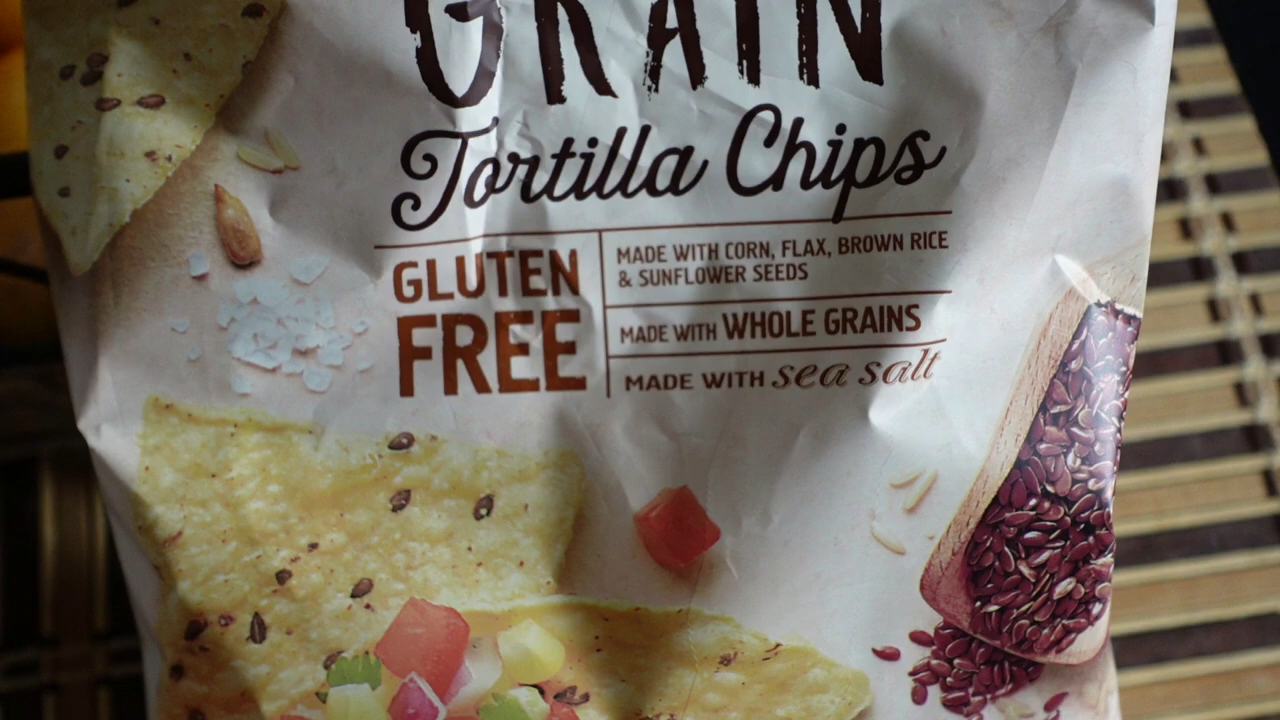 GRAIN
Tortilla Chips
GLUTEN
FREE
MADE WITH CORN, FLAX, BROWN RICE
& SUNFLOWER SEEDS
MADE WITH WHOLE GRAINS
MADE WITH sea salt